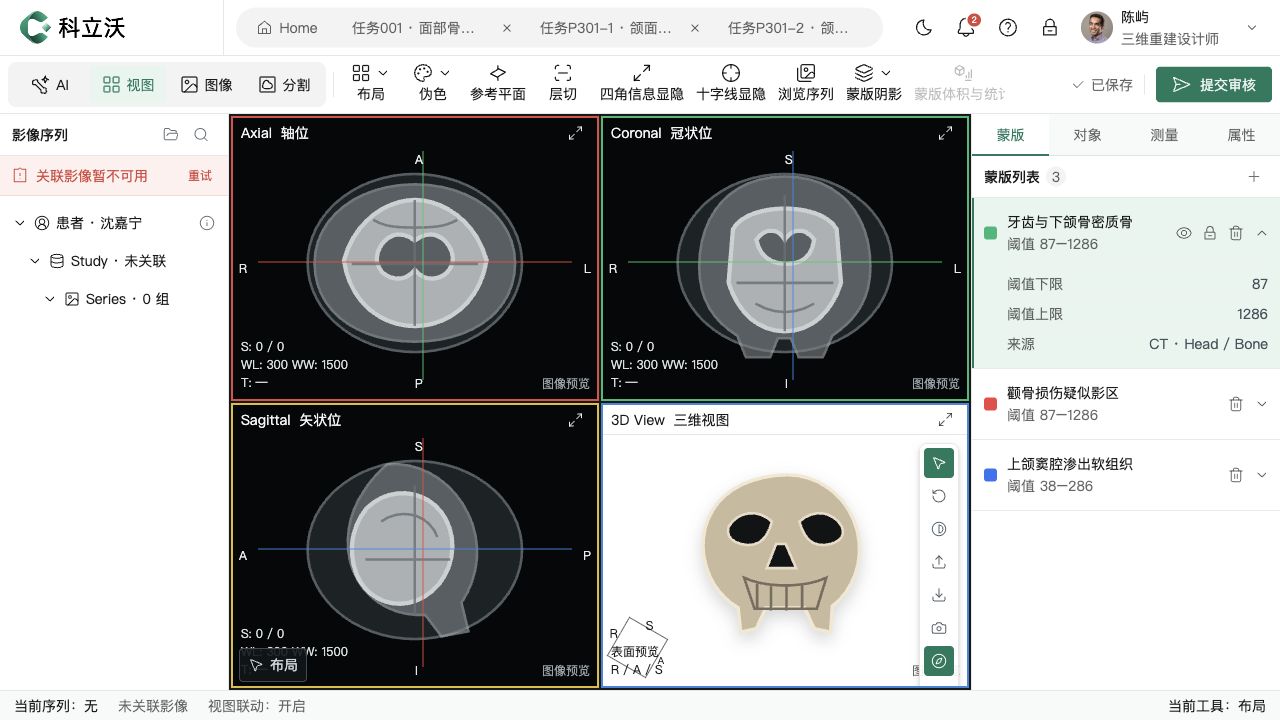 科立沃
Home
任务001 · 面部骨...
任务P301-1 · 颌面...
任务P301-2 · 颌...
2
陈屿
三维重建设计师
AI
视图
图像
分割
布局
伪色
参考平面
层切
四角信息显隐
十字线显隐
浏览序列
蒙版阴影
蒙版体积与统计
已保存
提交审核
影像序列
关联影像暂不可用
重试
患者 · 沈嘉宁
Study · 未关联
Series · 0 组
Axial 轴位
A
R
L
S: 0 / 0
WL: 300 WW: 1500
T: —
P
图像预览
Coronal 冠状位
S
R
L
S: 0 / 0
WL: 300 WW: 1500
T: —
I
图像预览
Sagittal 矢状位
S
A
P
S: 0 / 0
WL: 300 WW: 1500
布局
I
图像预览
3D View 三维视图
S
R
表面预览
A
R / A / S
蒙版
对象
测量
属性
蒙版列表 3
牙齿与下颌骨密质骨
阈值 87—1286
阈值下限 87
阈值上限 1286
来源 CT · Head / Bone
颧骨损伤疑似影区
阈值 87—1286
上颌窦腔渗出软组织
阈值 38—286
当前序列: 无
未关联影像
视图联动: 开启
当前工具: 布局